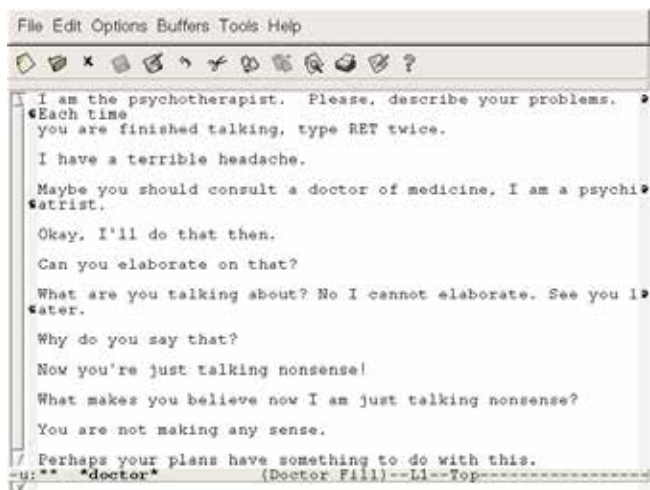 File Edit Options Buffers Tools Help
I am the psychotherapist.  Please, describe your problems.
Each time
you are finished talking, type RET twice.
I have a terrible headache.
Maybe you should consult a doctor of medicine, I am a psychi
atrist.
Okay, I'll do that then.
Can you elaborate on that?
What are you talking about? No I cannot elaborate. See you l
ater.
Why do you say that?
Now you're just talking nonsense!
What makes you believe now I am just talking nonsense?
You are not making any sense.
Perhaps your plans have something to do with this.
-u:**  *doctor*          (Doctor Fill)--L1--Top----------------